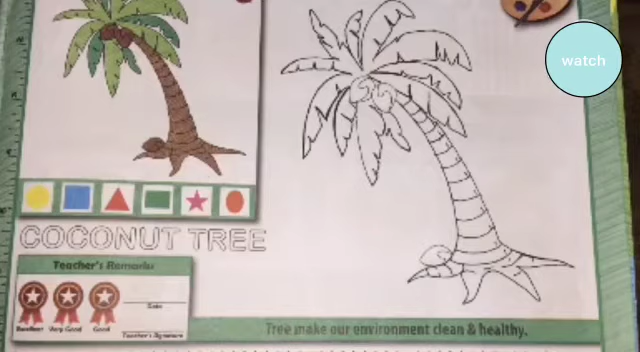 watch
COCONUT TREE
Teacher's Remarks
Excellent Very Good Good
Date
Teacher's Signature
Tree make our environment clean & healthy.